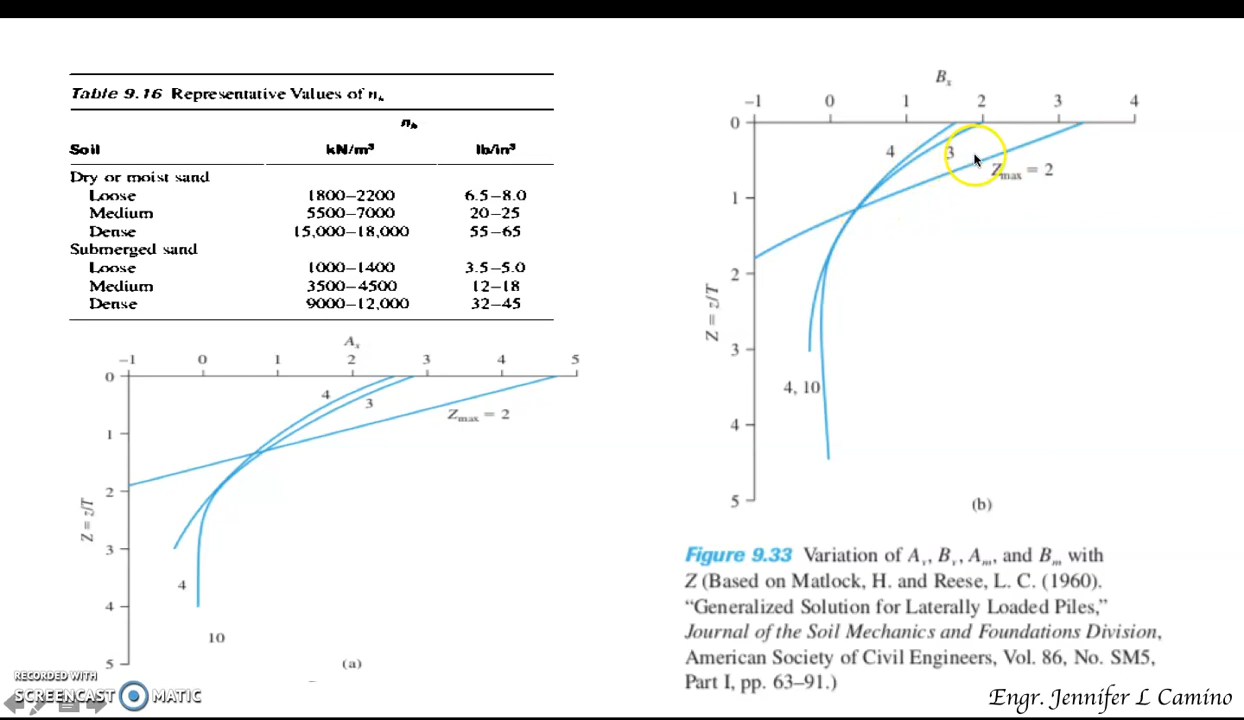 Table 9.16 Representative Values of nₕ
nₕ
Soil kN/m³ lb/in³
Dry or moist sand
Loose 1800–2200 6.5–8.0
Medium 5500–7000 20–25
Dense 15,000–18,000 55–65
Submerged sand
Loose 1000–1400 3.5–5.0
Medium 3500–4500 12–18
Dense 9000–12,000 32–45
Aₓ
−1 0 1 2 3 4 5
0
4
3
Zmax = 2
1
2
Z = z/T
3
4
4
10
5
(a)
Bₓ
−1 0 1 2 3 4
0
4 3
Zmax = 2
1
2
Z = z/T
3
4, 10
4
5
(b)
Figure 9.33 Variation of Aₓ, Bₓ, Aₘ, and Bₘ with
Z (Based on Matlock, H. and Reese, L. C. (1960).
“Generalized Solution for Laterally Loaded Piles,”
Journal of the Soil Mechanics and Foundations Division,
American Society of Civil Engineers, Vol. 86, No. SM5,
Part I, pp. 63–91.)
Engr. Jennifer L Camino
RECORDED WITH
SCREENCAST MATIC